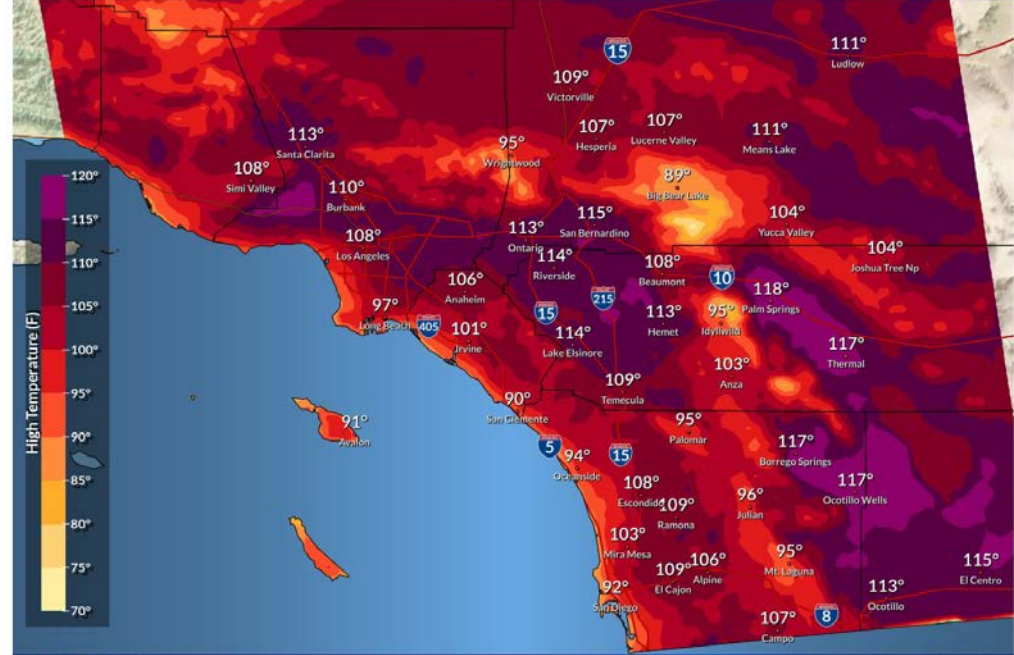 15
111°
Ludlow
109°
Victorville
107°
Hesperia
107°
Lucerne Valley
111°
Means Lake
113°
Santa Clarita
95°
Wrightwood
108°
Simi Valley
110°
Burbank
89°
Big Bear Lake
104°
Yucca Valley
115°
San Bernardino
113°
Ontario
108°
Los Angeles
114°
Riverside
108°
Beaumont
10
104°
Joshua Tree Np
118°
Palm Springs
106°
Anaheim
215
15
97°
Long Beach
405
101°
Irvine
114°
Lake Elsinore
113°
Hemet
95°
Idyllwild
117°
Thermal
103°
Anza
109°
Temecula
90°
San Clemente
91°
Avalon
95°
Palomar
5
15
117°
Borrego Springs
94°
Oceanside
108°
Escondido
109°
Ramona
96°
Julian
117°
Ocotillo Wells
103°
Mira Mesa
109°
El Cajon
106°
Alpine
95°
Mt. Laguna
115°
El Centro
92°
San Diego
113°
Ocotillo
107°
Campo
8
High Temperature (F)
120°
115°
110°
105°
100°
95°
90°
85°
80°
75°
70°